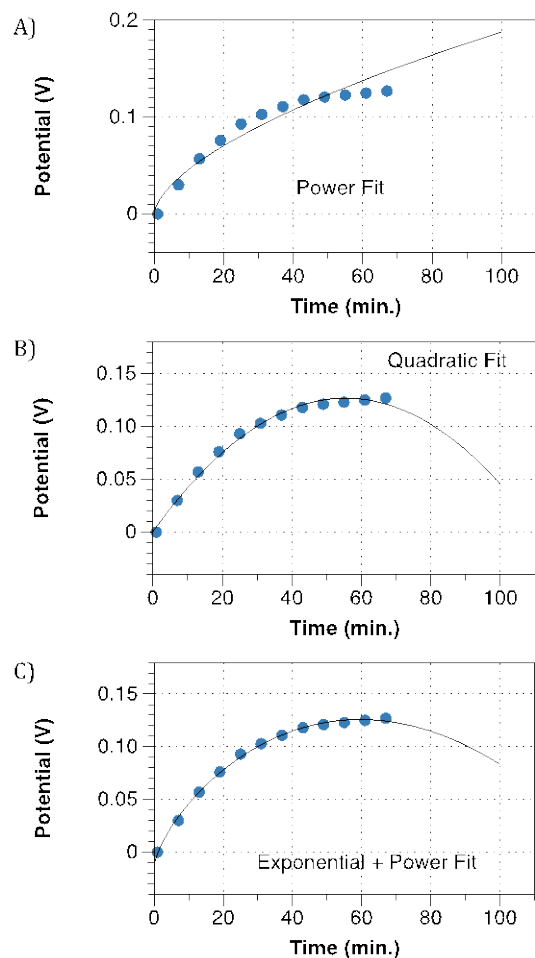 A)
Potential (V)
0.2
0.1
0
Power Fit
0 20 40 60 80 100
Time (min.)
B)
Potential (V)
Quadratic Fit
0.15
0.10
0.05
0
0 20 40 60 80 100
Time (min.)
C)
Potential (V)
0.15
0.10
0.05
0
Exponential + Power Fit
0 20 40 60 80 100
Time (min.)